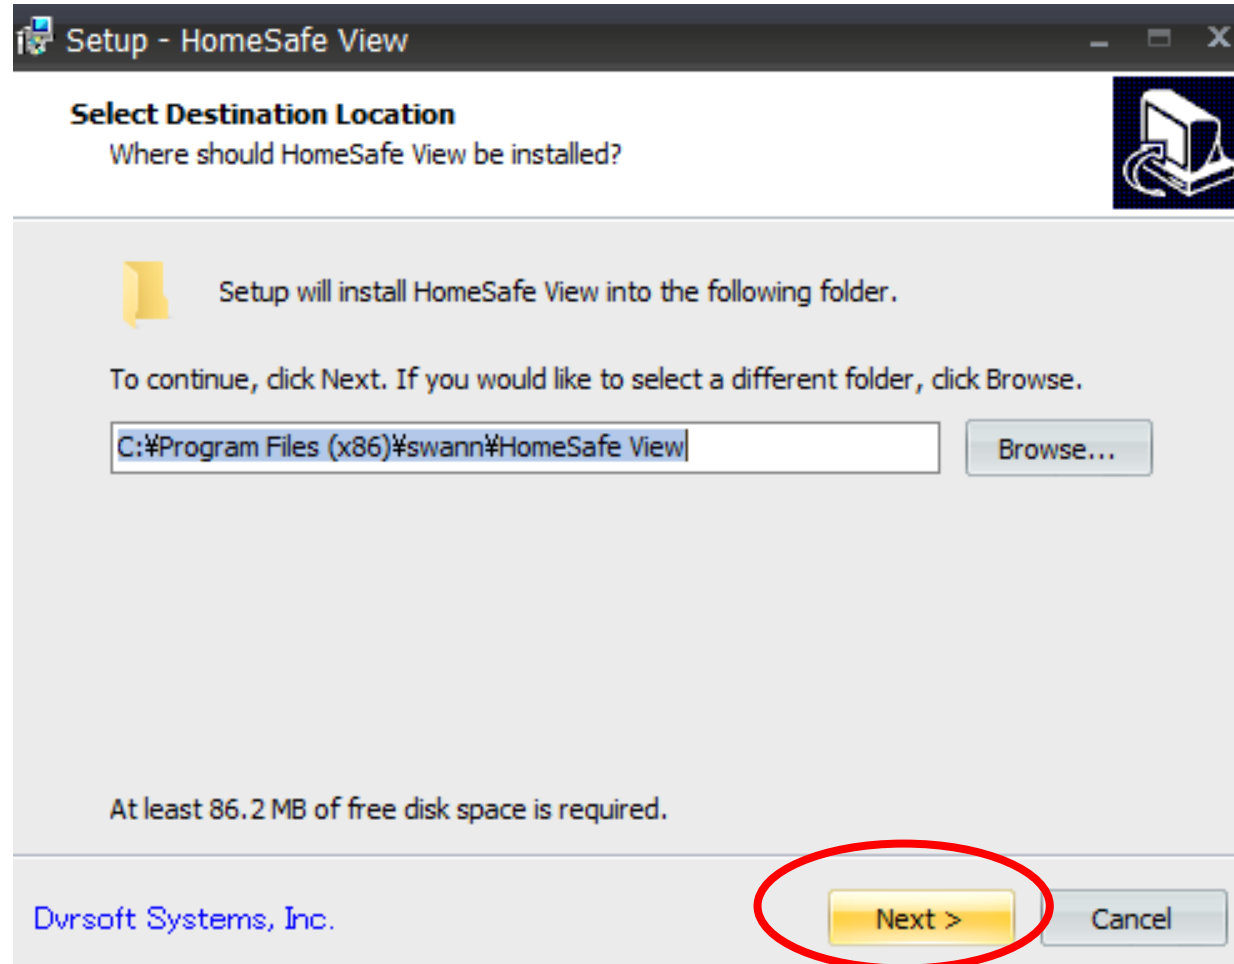 Setup - HomeSafe View
Select Destination Location
Where should HomeSafe View be installed?
Setup will install HomeSafe View into the following folder.
To continue, click Next. If you would like to select a different folder, click Browse.
C:¥Program Files (x86)¥swann¥HomeSafe View
Browse...
At least 86.2 MB of free disk space is required.
Dvrsoft Systems, Inc.
Next >
Cancel